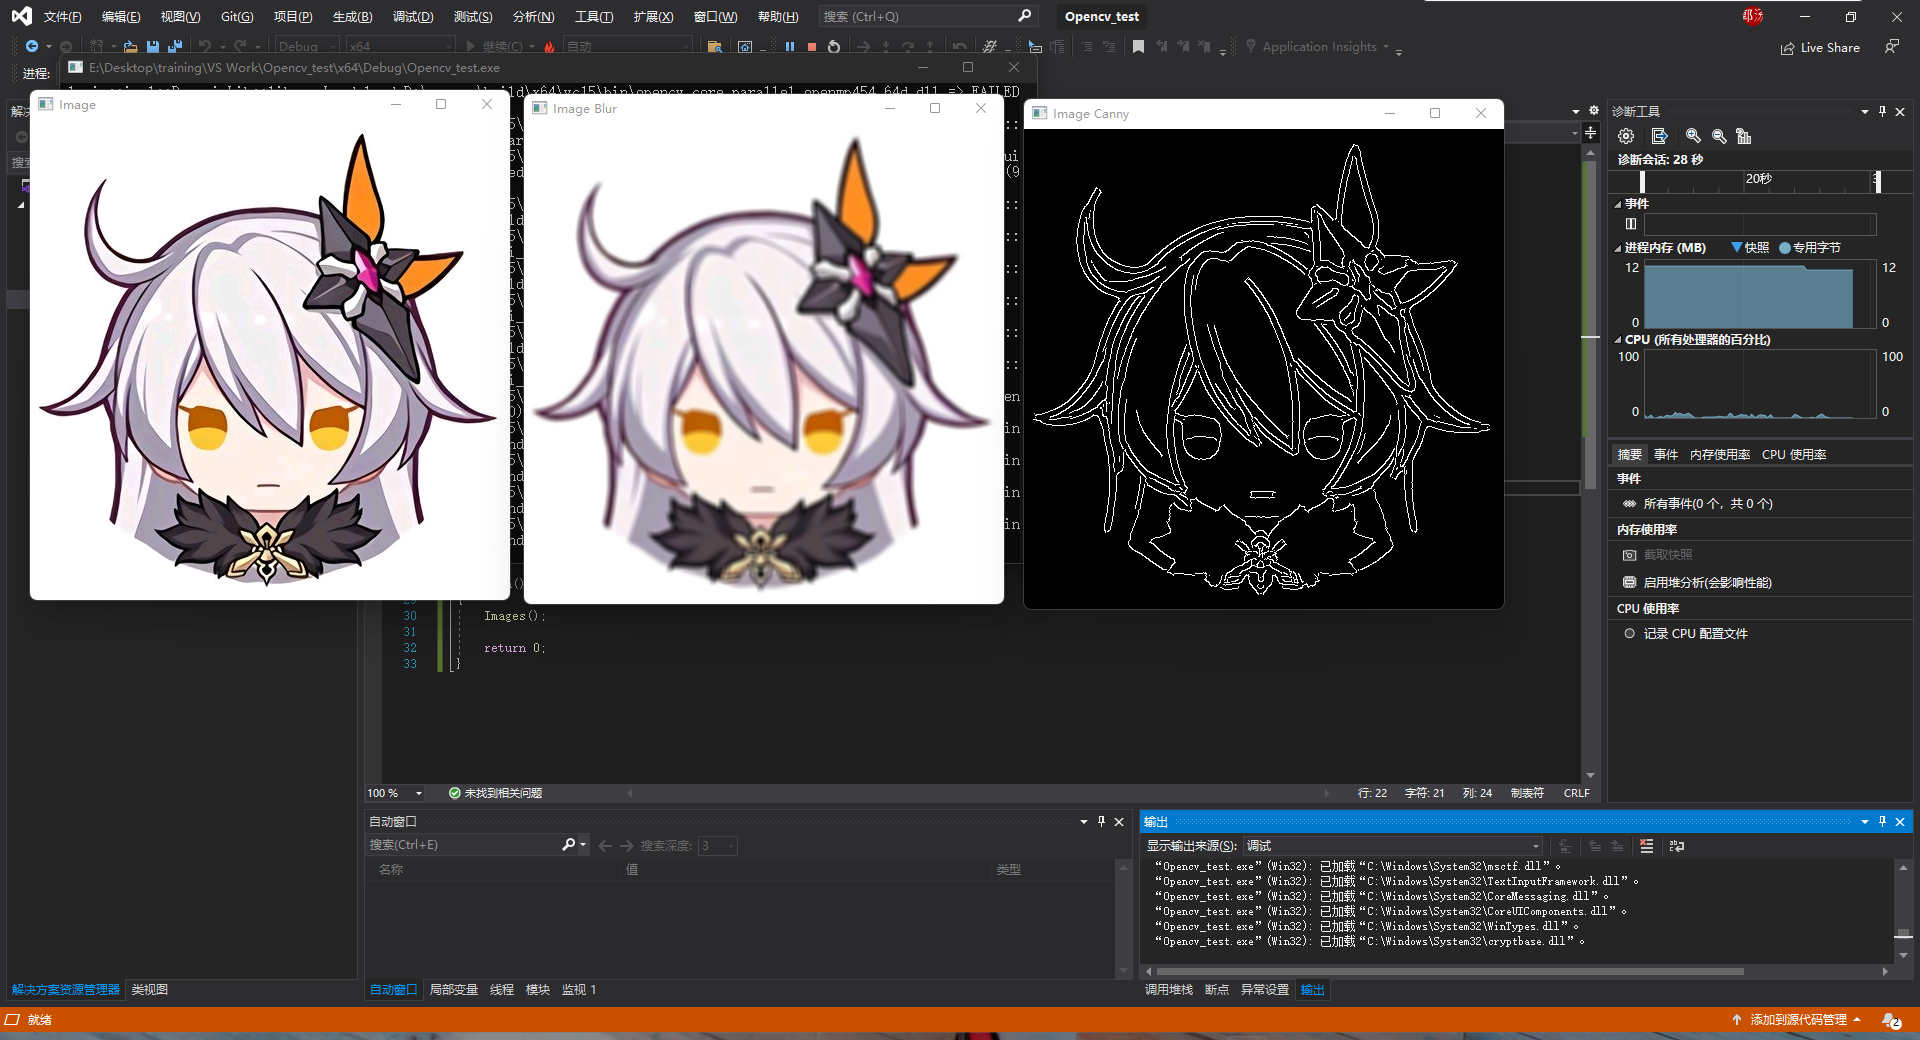 文件(F) 编辑(E) 视图(V) Git(G) 项目(P) 生成(B) 调试(D) 测试(S) 分析(N) 工具(T) 扩展(X) 窗口(W) 帮助(H) 搜索 (Ctrl+Q) Opencv_test
Debug x64 继续(C) 自动 Application Insights Live Share
进程:
E:\Desktop\training\VS Work\Opencv_test\x64\Debug\Opencv_test.exe
Image
Image Blur
Image Canny
30 Images();
31
32 return 0;
33 }
100 % 未找到相关问题 行: 22 字符: 21 列: 24 制表符 CRLF
诊断工具
诊断会话: 28 秒
20秒
事件
进程内存 (MB) 快照 专用字节
12 12
0 0
CPU (所有处理器的百分比)
100 100
0 0
摘要 事件 内存使用率 CPU 使用率
事件
所有事件(0 个，共 0 个)
内存使用率
截取快照
启用堆分析(会影响性能)
CPU 使用率
记录 CPU 配置文件
自动窗口
搜索(Ctrl+E) 搜索深度: 3
名称 值 类型
自动窗口 局部变量 线程 模块 监视 1
输出
显示输出来源(S): 调试
“Opencv_test.exe”(Win32): 已加载“C:\Windows\System32\msctf.dll”。
“Opencv_test.exe”(Win32): 已加载“C:\Windows\System32\TextInputFramework.dll”。
“Opencv_test.exe”(Win32): 已加载“C:\Windows\System32\CoreMessaging.dll”。
“Opencv_test.exe”(Win32): 已加载“C:\Windows\System32\CoreUIComponents.dll”。
“Opencv_test.exe”(Win32): 已加载“C:\Windows\System32\WinTypes.dll”。
“Opencv_test.exe”(Win32): 已加载“C:\Windows\System32\cryptbase.dll”。
调用堆栈 断点 异常设置 输出
解决方案资源管理器 类视图
就绪 添加到源代码管理 2